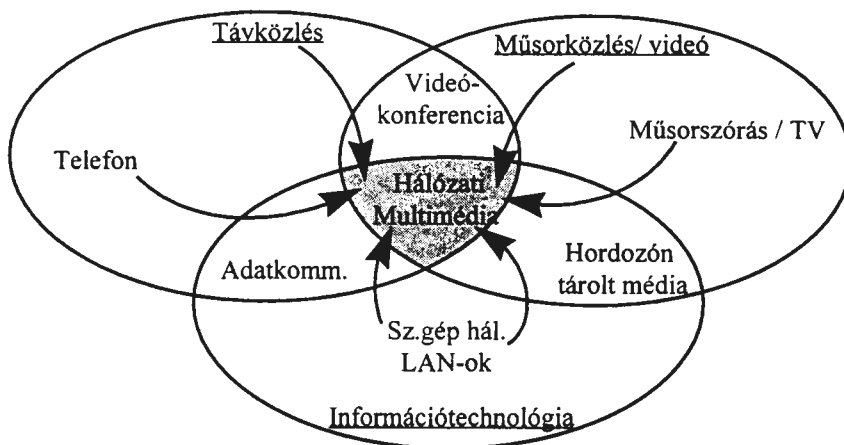 Távközlés
Műsorközlés/ videó
Videó-
konferencia
Műsorszórás / TV
Telefon
Hálózati
Multimédia
Adatkomm.
Hordozón
tárolt média
Sz.gép hál.
LAN-ok
Információtechnológia